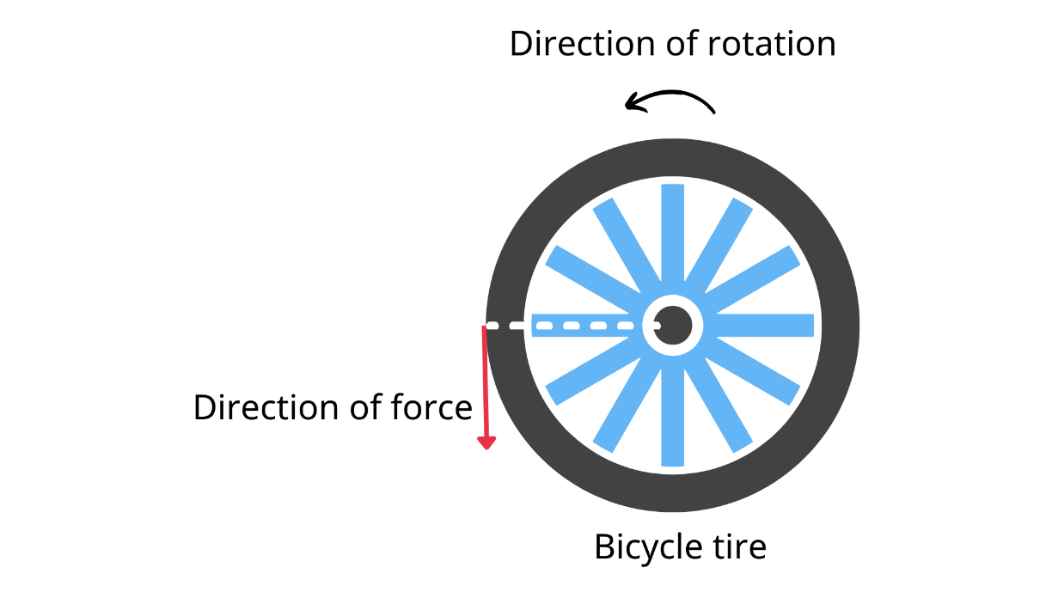 Direction of rotation
Direction of force
Bicycle tire